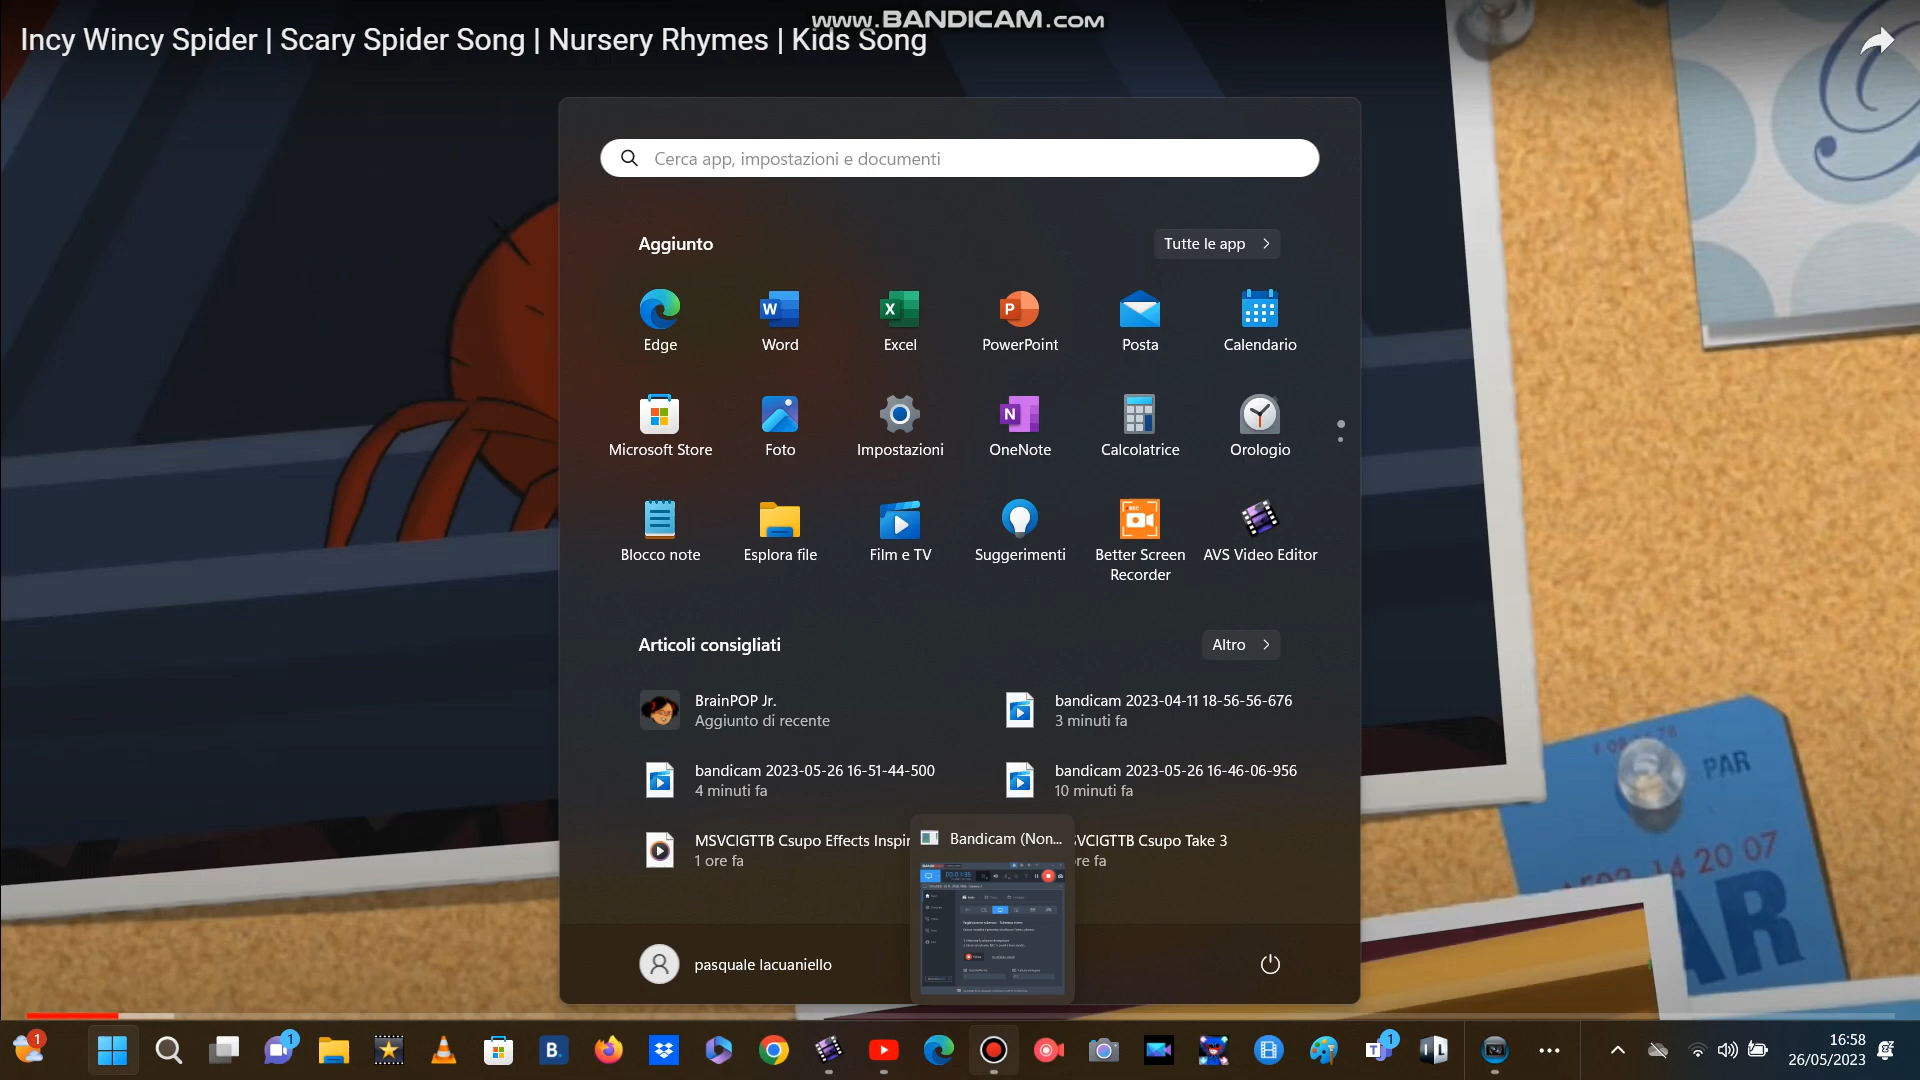 www.BANDICAM.com
Incy Wincy Spider | Scary Spider Song | Nursery Rhymes | Kids Song
Cerca app, impostazioni e documenti
Aggiunto
Tutte le app
Edge
Word
Excel
PowerPoint
Posta
Calendario
Microsoft Store
Foto
Impostazioni
OneNote
Calcolatrice
Orologio
Blocco note
Esplora file
Film e TV
Suggerimenti
Better Screen
Recorder
AVS Video Editor
Articoli consigliati
Altro
BrainPOP Jr.
Aggiunto di recente
bandicam 2023-04-11 18-56-56-676
3 minuti fa
bandicam 2023-05-26 16-51-44-500
4 minuti fa
bandicam 2023-05-26 16-46-06-956
10 minuti fa
MSVCIGTTB Csupo Effects Inspir
1 ore fa
VCIGTTB Csupo Take 3
ore fa
Bandicam (Non...
pasquale lacuaniello
PAR
14 20 07
AR
1
1
1
16:58
26/05/2023